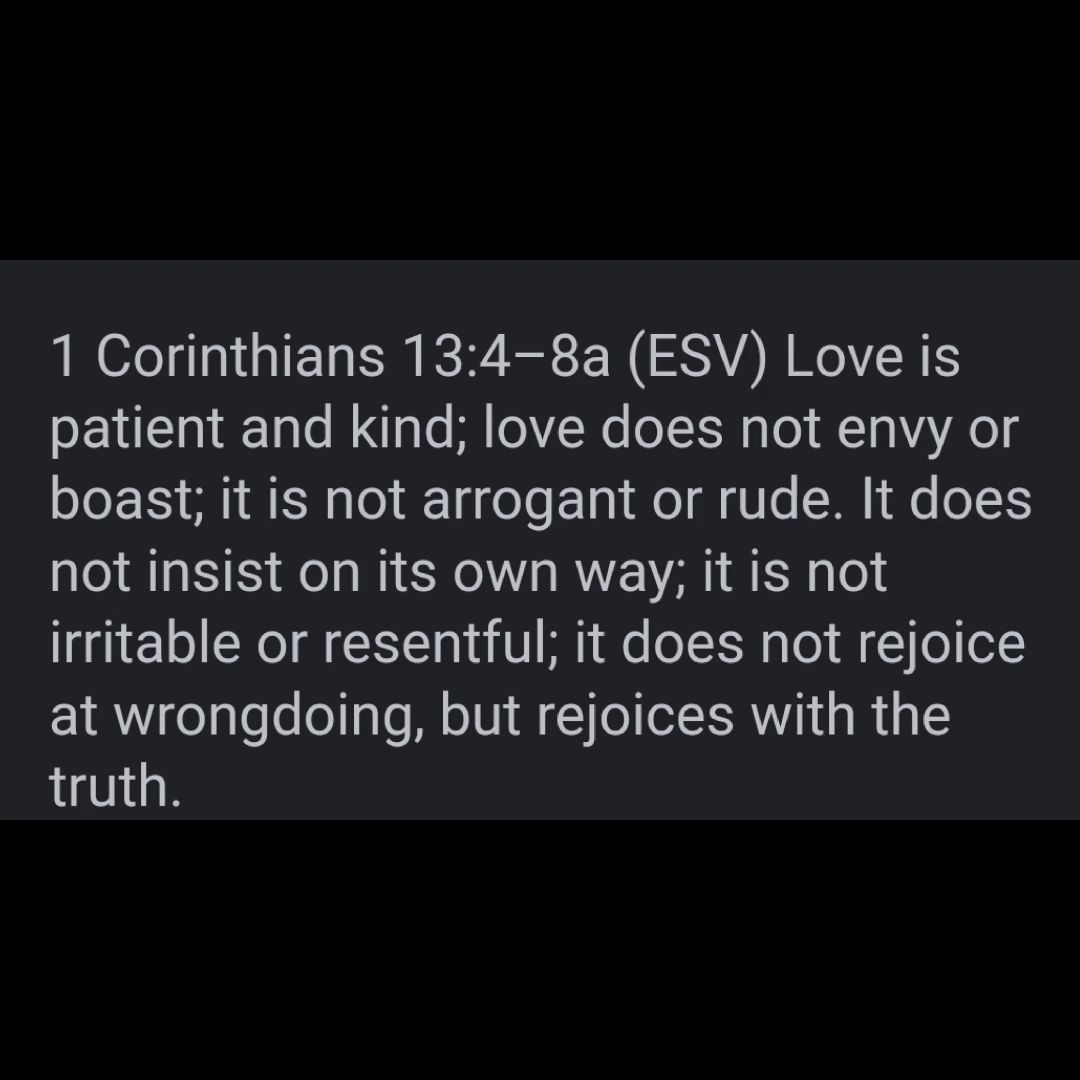 1 Corinthians 13:4–8a (ESV) Love is
patient and kind; love does not envy or
boast; it is not arrogant or rude. It does
not insist on its own way; it is not
irritable or resentful; it does not rejoice
at wrongdoing, but rejoices with the
truth.